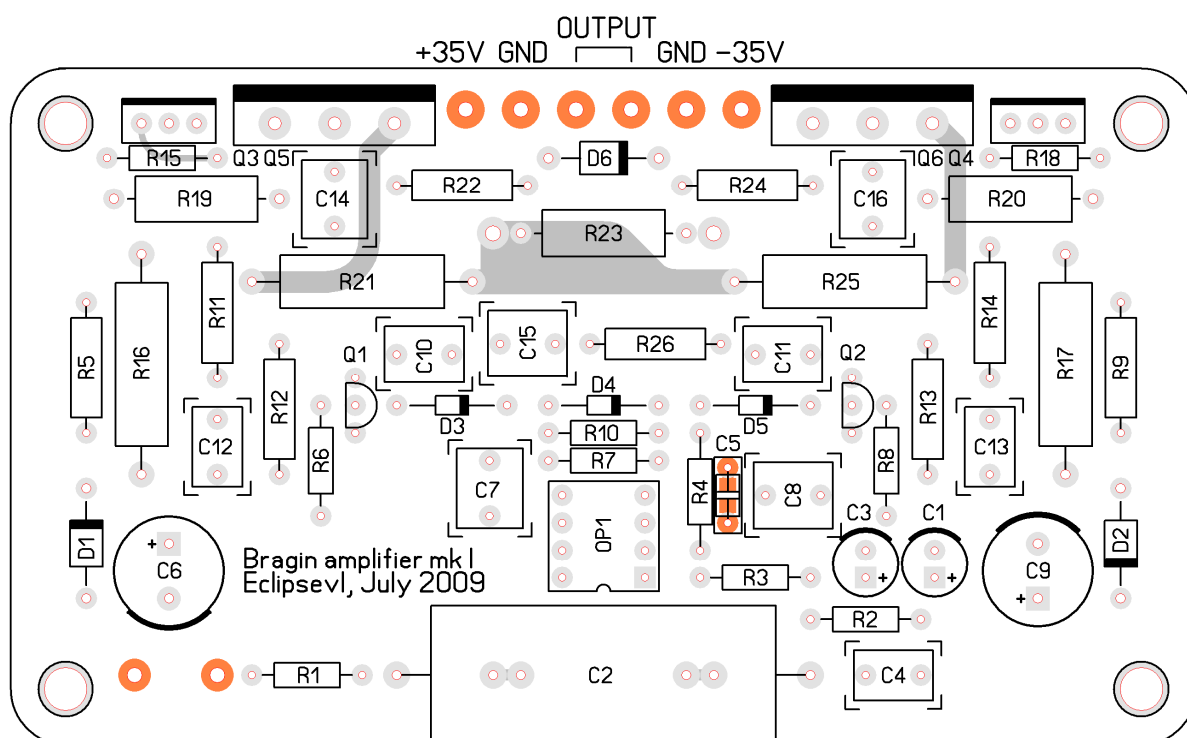 OUTPUT
+35V GND GND -35V
R15 Q3 Q5 D6 Q6 Q4 R18
R19 C14 R22 R24 C16 R20
R23
R21 R25
R5 R16 R11 R14 R17 R9
C10 C15 R26 C11
Q1 Q2
R12 D3 D4 D5 R13
C12 R6 R10 C5 R8 C13
R7
C7 R4 C8
D1 + C6 OP1 C3 C1 C9 D2
Bragin amplifier mk I
Eclipsevl, July 2009
R3 + + +
R2
R1 C2 C4